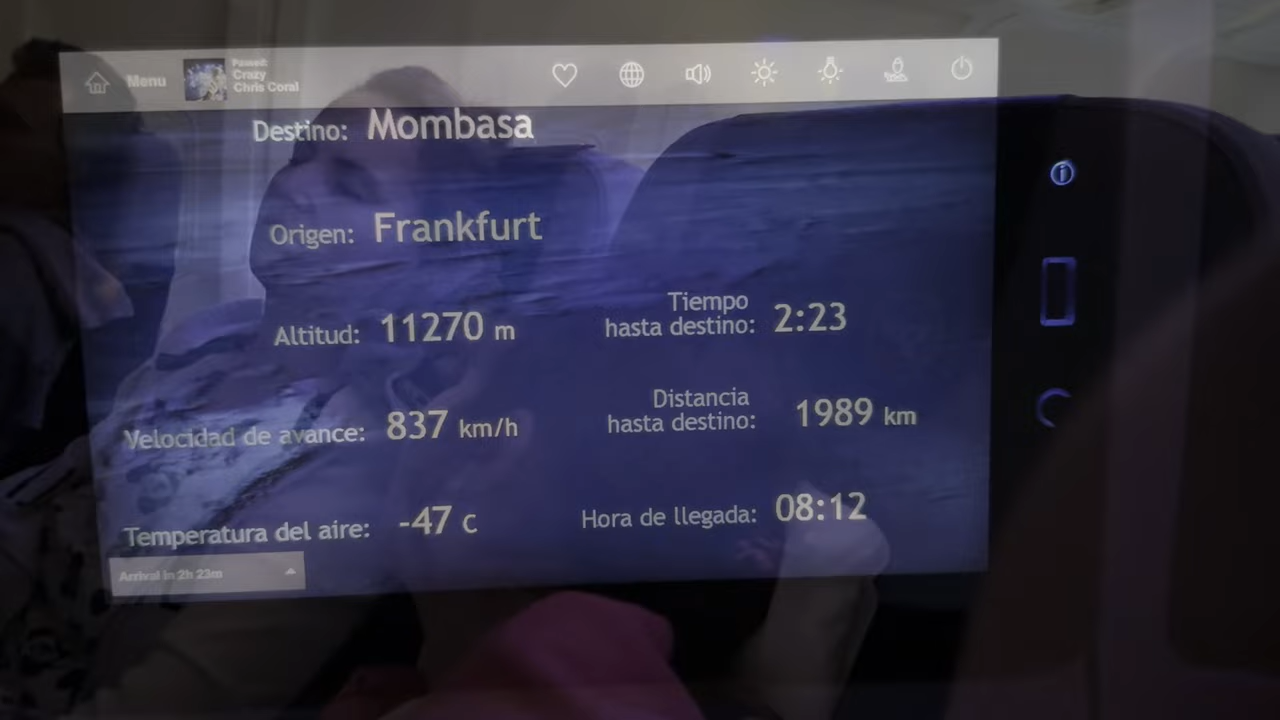 Menu
Paused:
Crazy
Chris Coral
Destino: Mombasa
Origen: Frankfurt
Altitud: 11270 m
Tiempo
hasta destino: 2:23
Velocidad de avance: 837 km/h
Distancia
hasta destino: 1989 km
Temperatura del aire: -47 C
Hora de llegada: 08:12
Arrival in 2h 23m